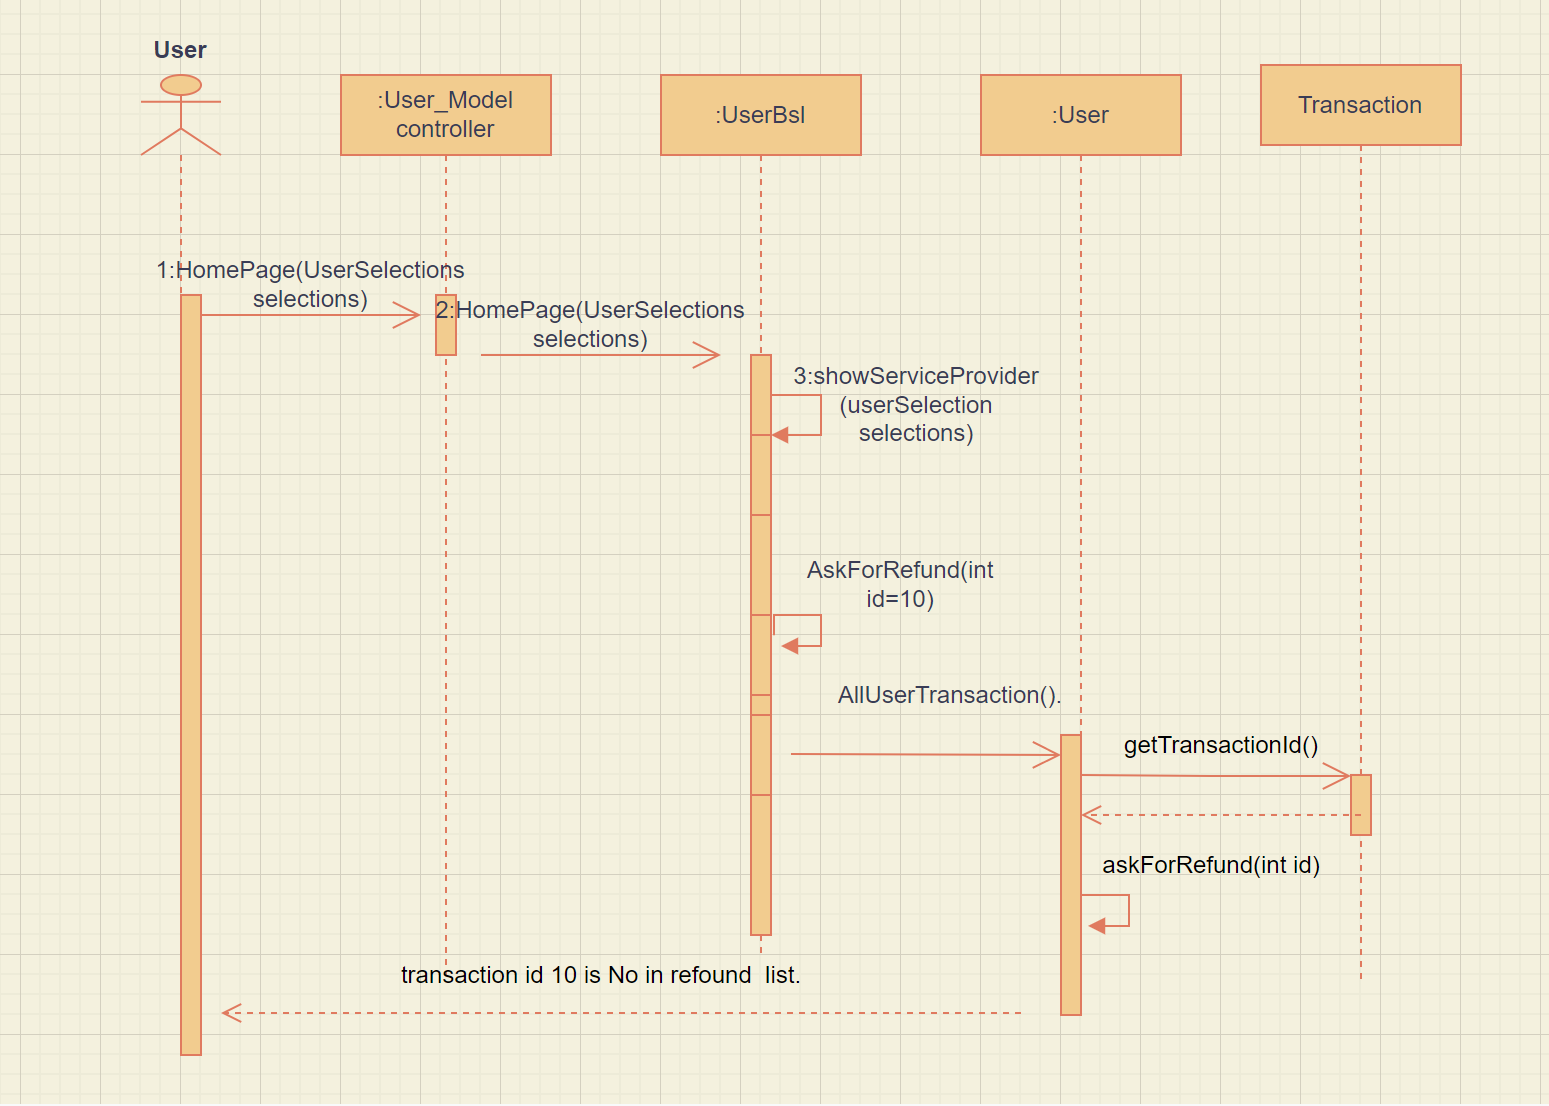 User
:User_Model
controller
:UserBsl
:User
Transaction
1:HomePage(UserSelections
selections)
2:HomePage(UserSelections
selections)
3:showServiceProvider
(userSelection
selections)
AskForRefund(int
id=10)
AllUserTransaction().
getTransactionId()
askForRefund(int id)
transaction id 10 is No in refound  list.